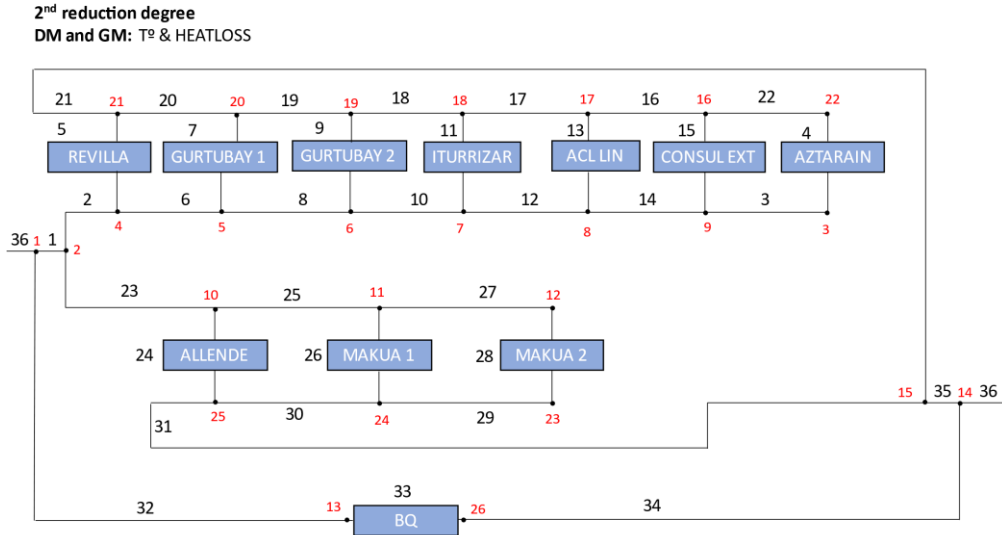 2nd reduction degree
DM and GM: Tº & HEATLOSS
21 21 20 20 19 19 18 18 17 17 16 16 22 22
5 7 9 11 13 15 4
REVILLA GURTUBAY 1 GURTUBAY 2 ITURRIZAR ACL LIN CONSUL EXT AZTARAIN
2 6 8 10 12 14 3
4 5 6 7 8 9 3
36 1 1 2
23 10 25 11 27 12
24 ALLENDE 26 MAKUA 1 28 MAKUA 2
15 35 14 36
31 25 30 24 29 23
33
32 13 BQ 26 34